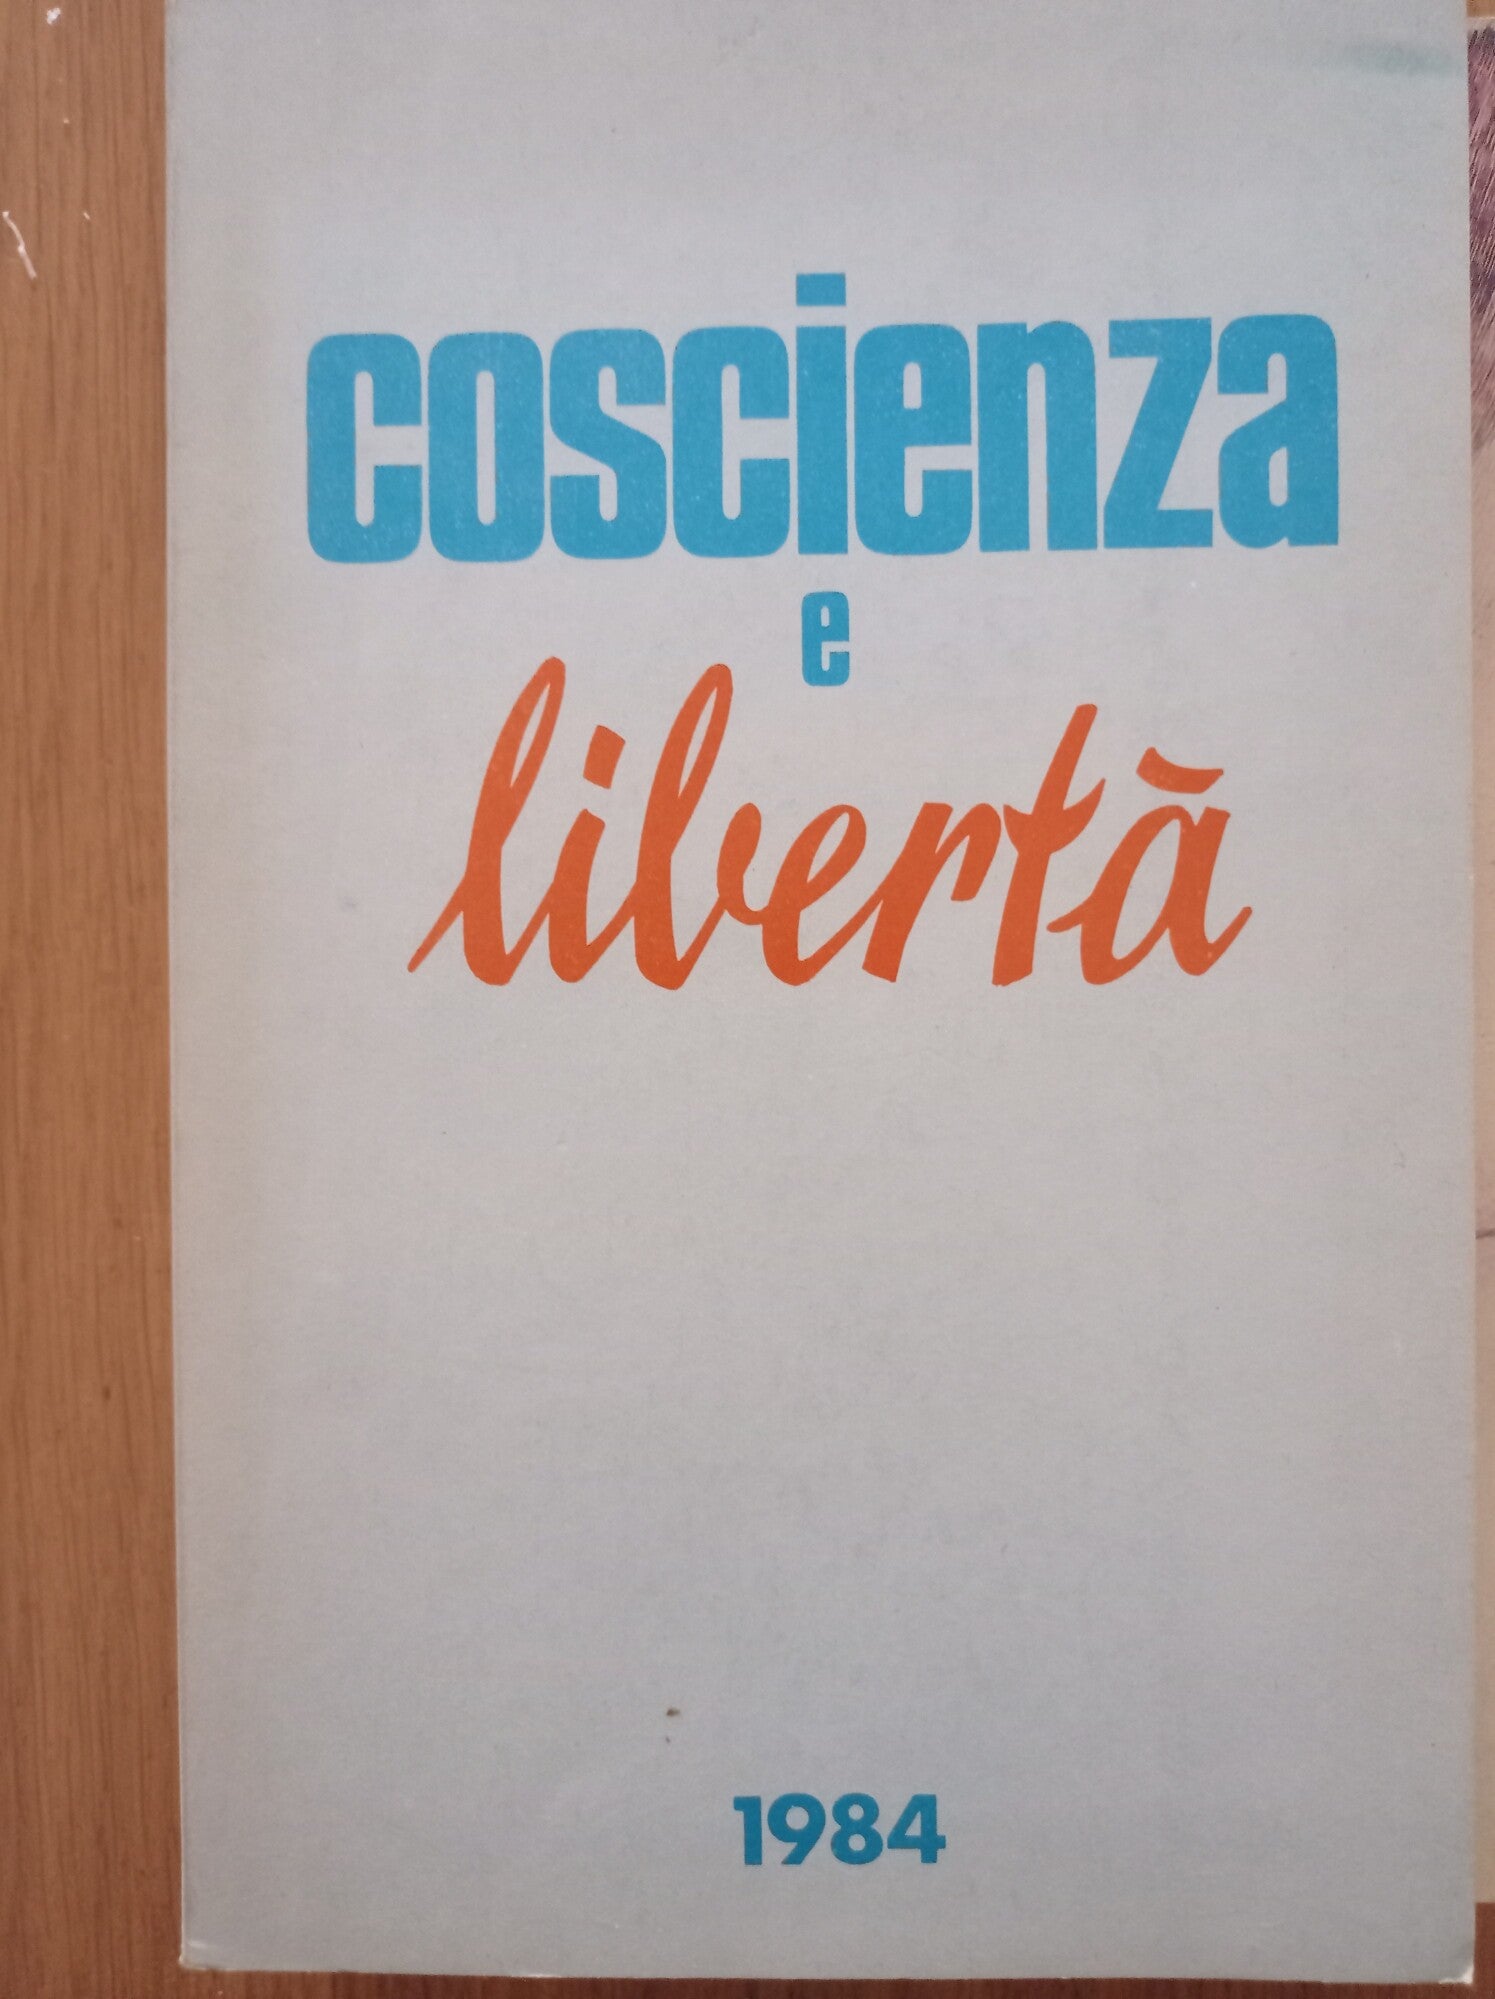 coscienza
e
libertà
1984